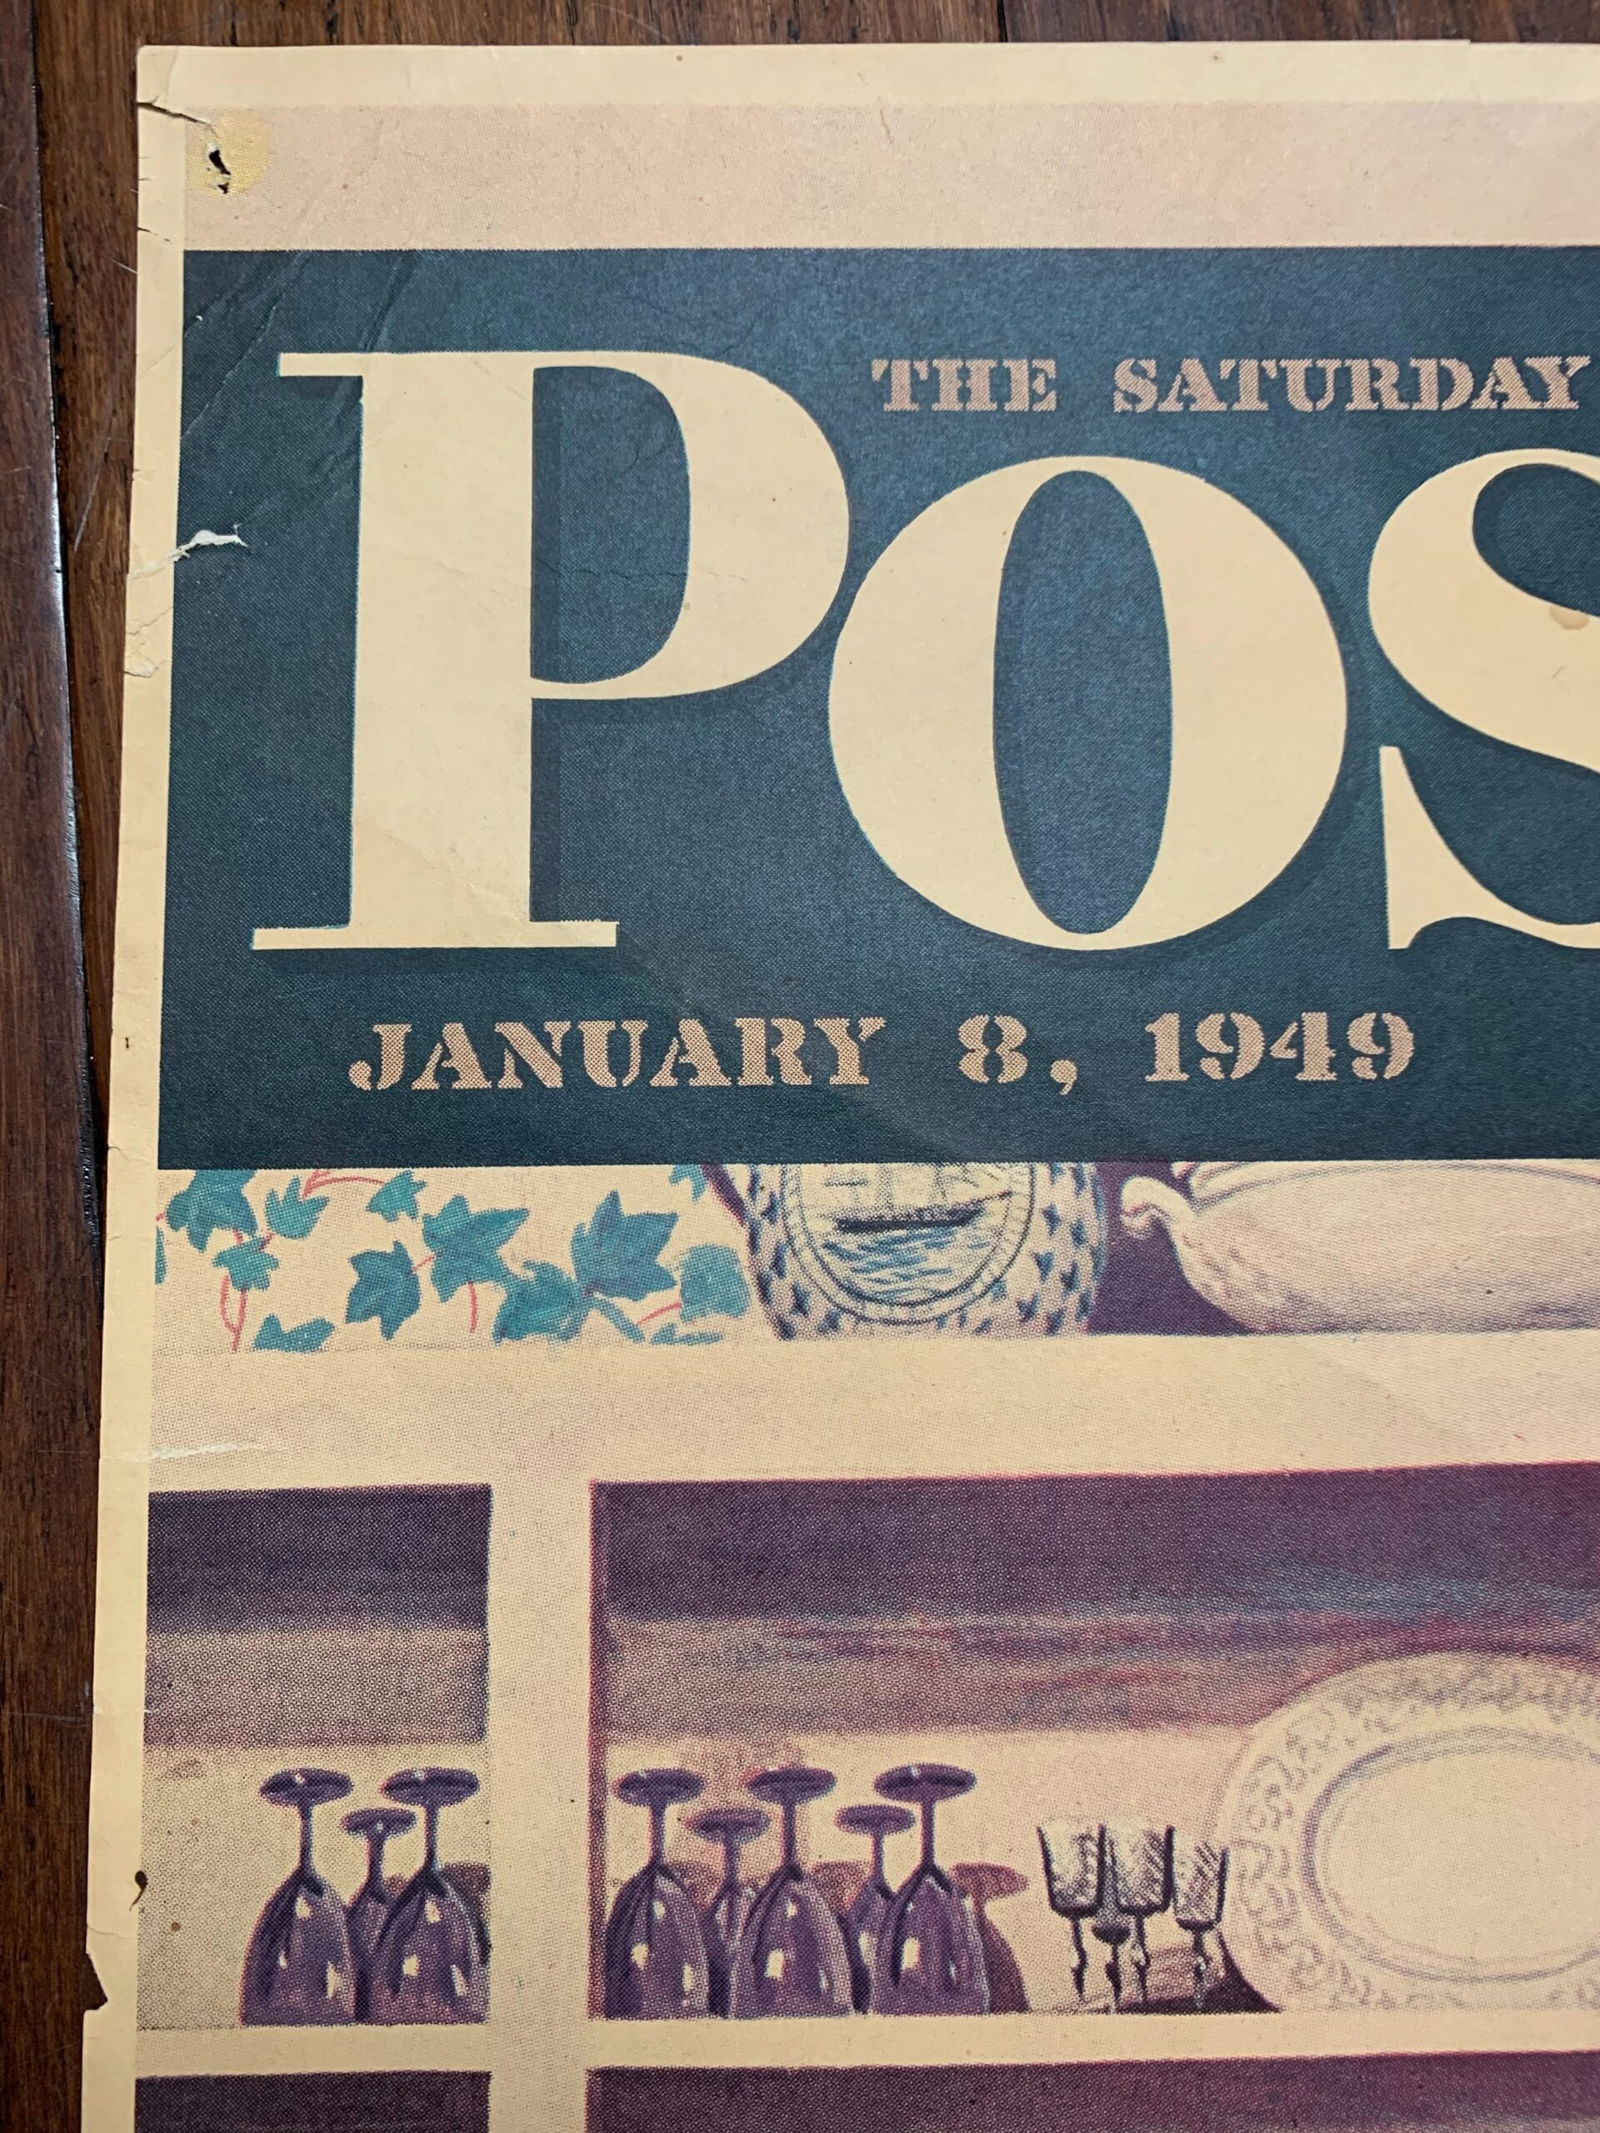 THE SATURDAY
POS
JANUARY 8, 1949